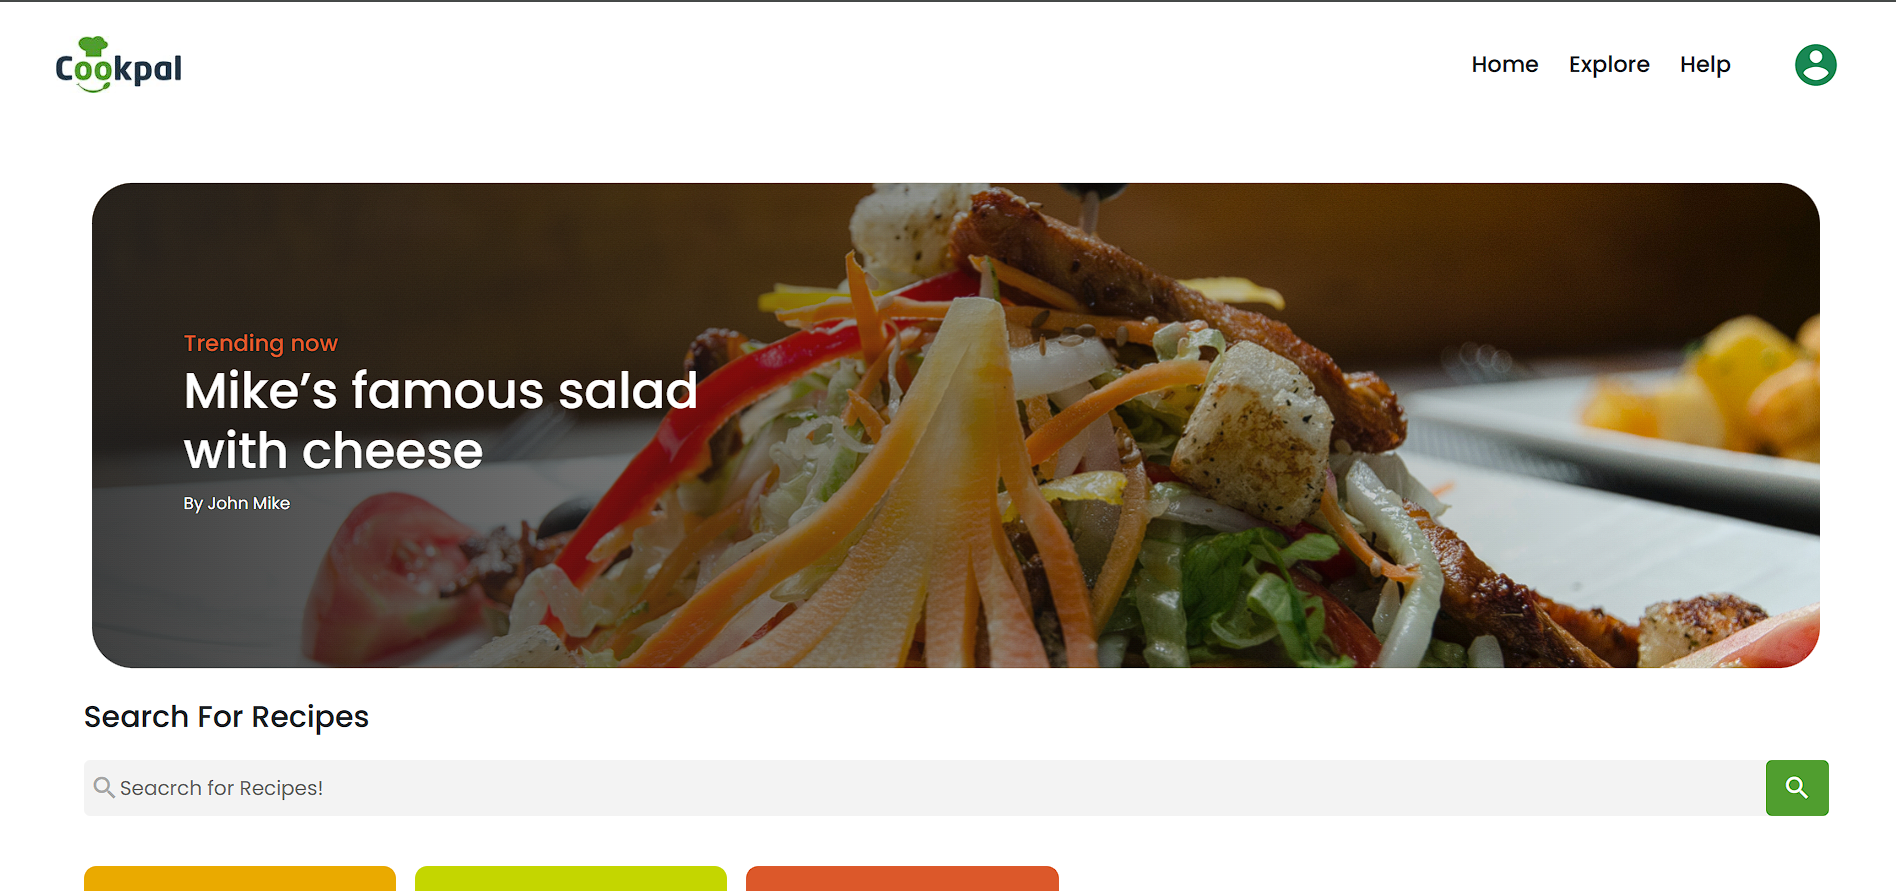 Cookpal
Home Explore Help
Trending now
Mike’s famous salad
with cheese
By John Mike
Search For Recipes
Seacrch for Recipes!